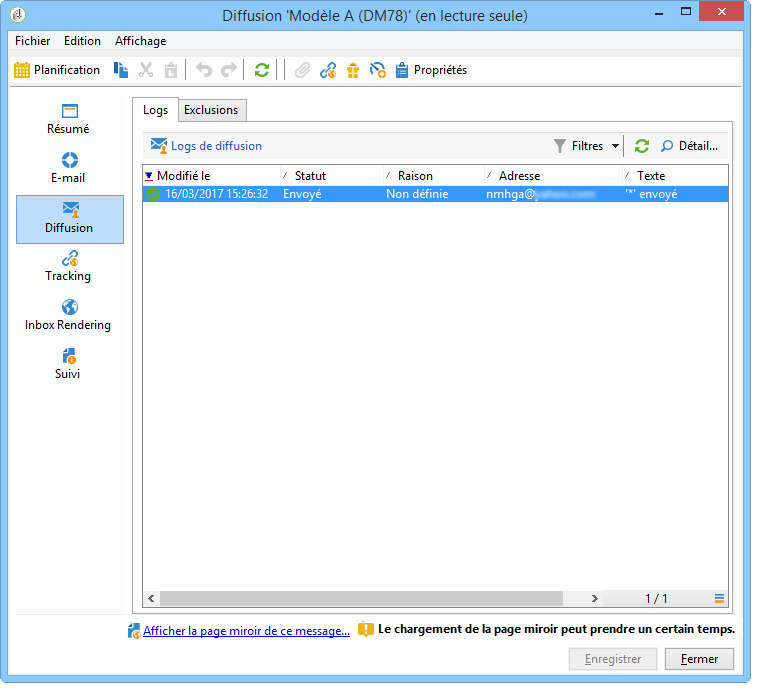 Diffusion 'Modèle A (DM78)' (en lecture seule)
Fichier Edition Affichage
Planification Propriétés
Résumé
E-mail
Diffusion
Tracking
Inbox Rendering
Suivi
Logs Exclusions
Logs de diffusion Filtres Détail...
Modifié le Statut Raison Adresse Texte
16/03/2017 15:26:32 Envoyé Non définie nmhga@ '*' envoyé
1 / 1
Afficher la page miroir de ce message... Le chargement de la page miroir peut prendre un certain temps.
Enregistrer Fermer